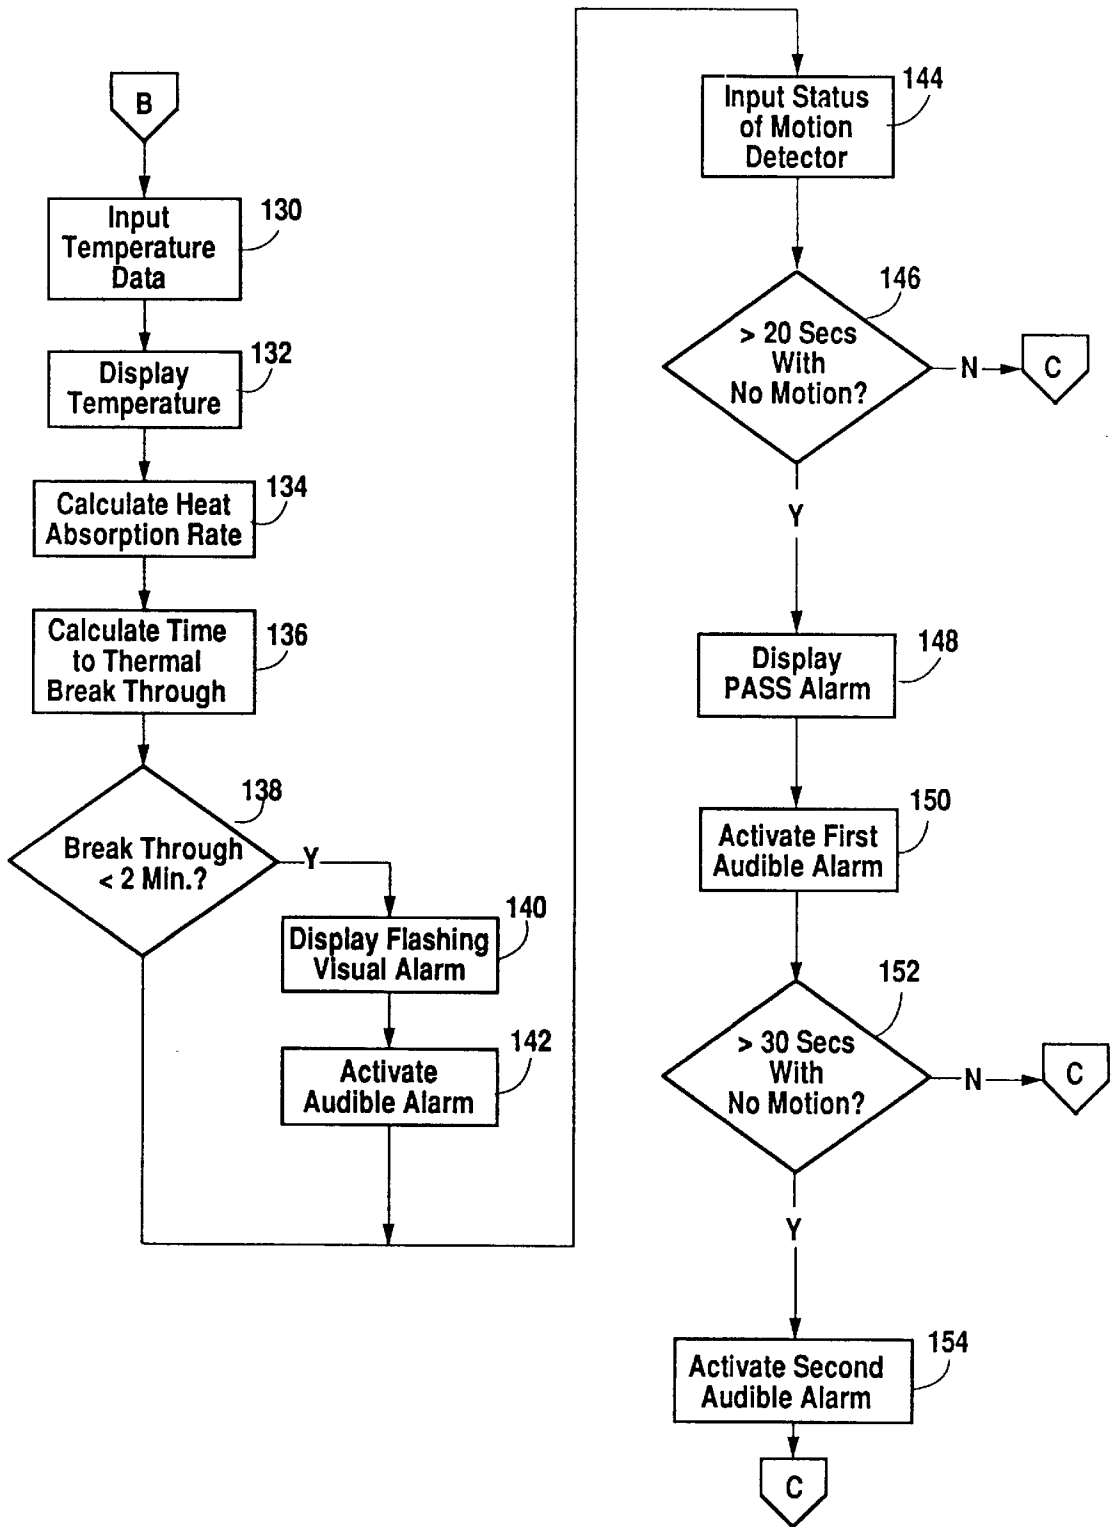 B
Input
Temperature
Data
130
Display
Temperature
132
Calculate Heat
Absorption Rate
134
Calculate Time
to Thermal
Break Through
136
Break Through
< 2 Min.?
138
Y
Display Flashing
Visual Alarm
140
Activate
Audible Alarm
142
Input Status
of Motion
Detector
144
> 20 Secs
With
No Motion?
146
N
C
Y
Display
PASS Alarm
148
Activate First
Audible Alarm
150
> 30 Secs
With
No Motion?
152
N
C
Y
Activate Second
Audible Alarm
154
C